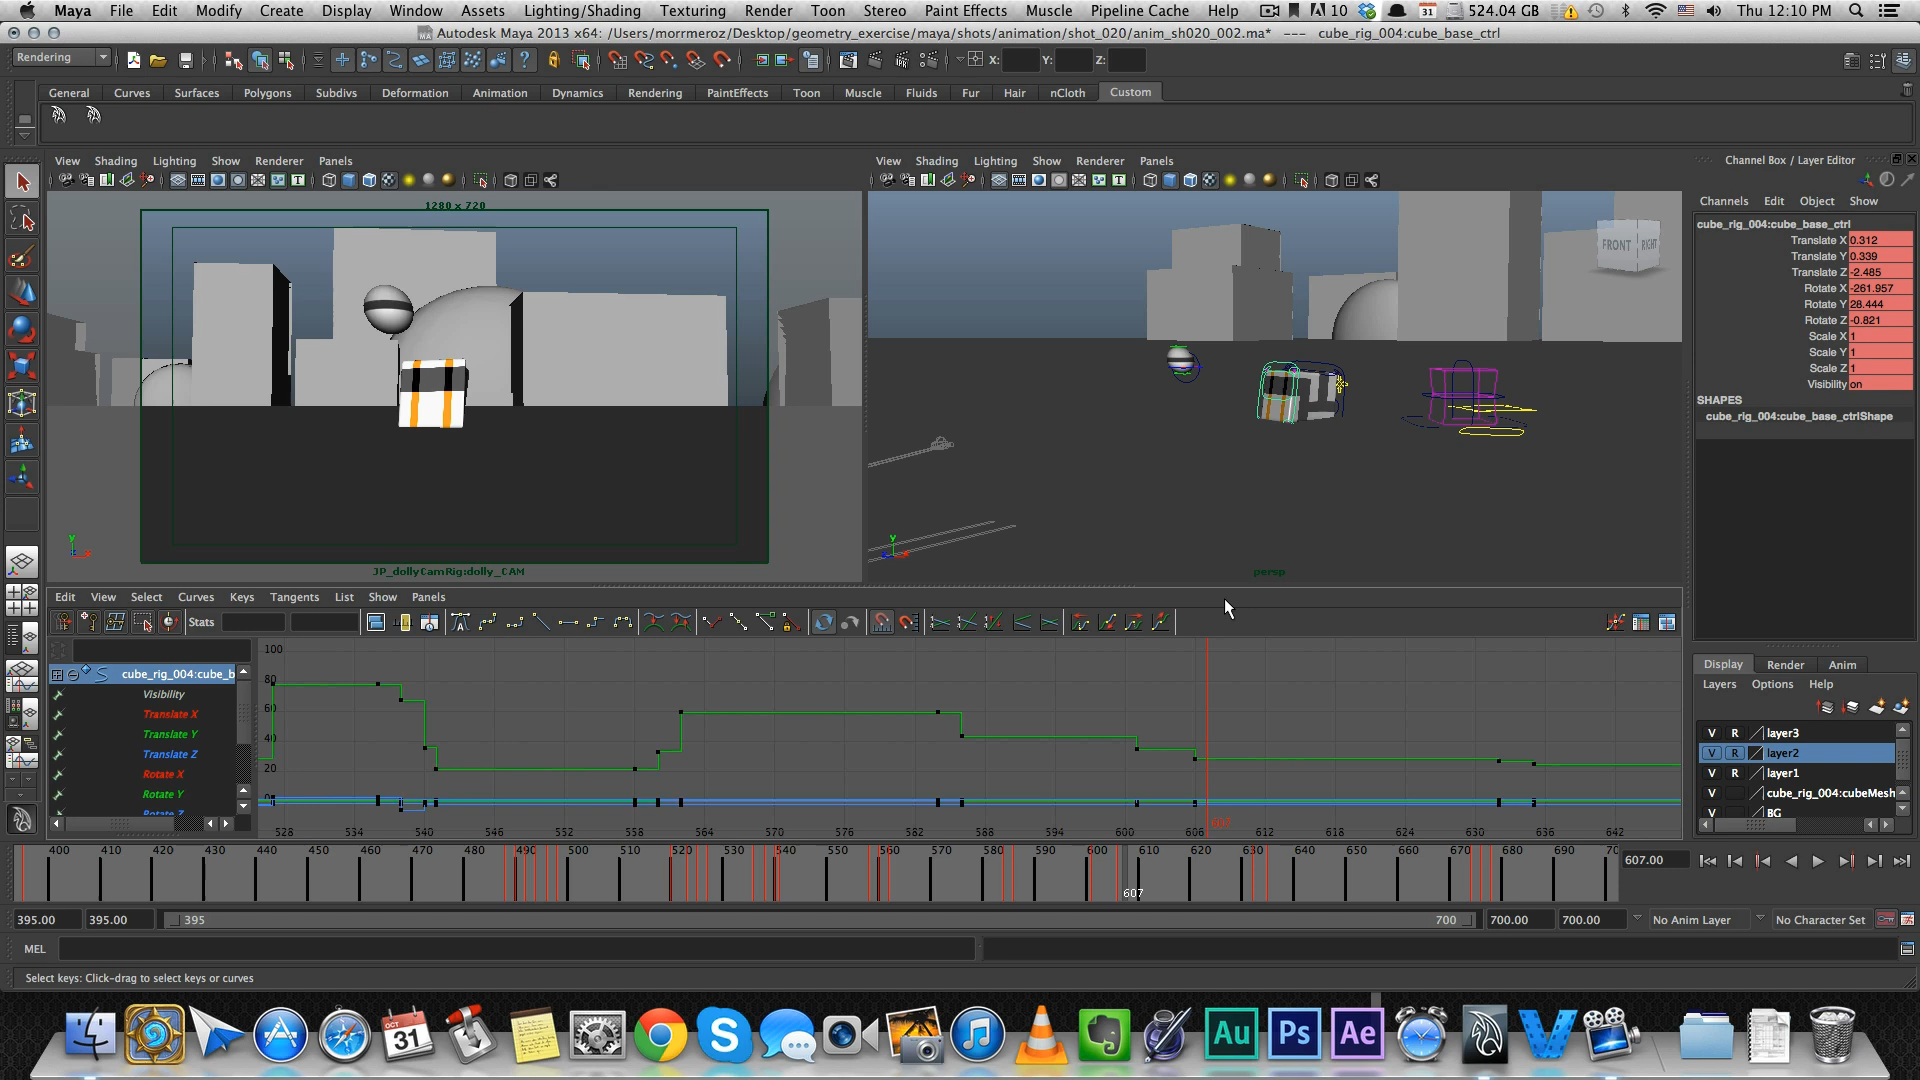 Maya File Edit Modify Create Display Window Assets Lighting/Shading Texturing Render Toon Stereo Paint Effects Muscle Pipeline Cache Help 10 31 524.04 GB Thu 12:10 PM
Autodesk Maya 2013 x64: /Users/morrmeroz/Desktop/geometry_exercise/maya/shots/animation/shot_020/anim_sh020_002.ma* --- cube_rig_004:cube_base_ctrl
Rendering X: Y: Z:
General Curves Surfaces Polygons Subdivs Deformation Animation Dynamics Rendering PaintEffects Toon Muscle Fluids Fur Hair nCloth Custom
View Shading Lighting Show Renderer Panels
1280 x 720
JP_dollyCamRig:dolly_CAM
View Shading Lighting Show Renderer Panels
FRONT RIGHT
persp
Channel Box / Layer Editor
Channels Edit Object Show
cube_rig_004:cube_base_ctrl
Translate X 0.312
Translate Y 0.339
Translate Z -2.485
Rotate X -261.957
Rotate Y 28.444
Rotate Z -0.821
Scale X 1
Scale Y 1
Scale Z 1
Visibility on
SHAPES
cube_rig_004:cube_base_ctrlShape
Edit View Select Curves Keys Tangents List Show Panels
Stats
cube_rig_004:cube_b
Visibility
Translate X
Translate Y
Translate Z
Rotate X
Rotate Y
Rotate Z
100
80
60
40
20
0
528 534 540 546 552 558 564 570 576 582 588 594 600 606 607 612 618 624 630 636 642
Display Render Anim
Layers Options Help
V R layer3
V R layer2
V R layer1
V cube_rig_004:cubeMesh
V BG
400 410 420 430 440 450 460 470 480 490 500 510 520 530 540 550 560 570 580 590 600 610 620 630 640 650 660 670 680 690 70
607
607.00
395.00 395.00 395 700 700.00 700.00 No Anim Layer No Character Set
MEL
Select keys: Click-drag to select keys or curves
OCT 31 Au Ps Ae